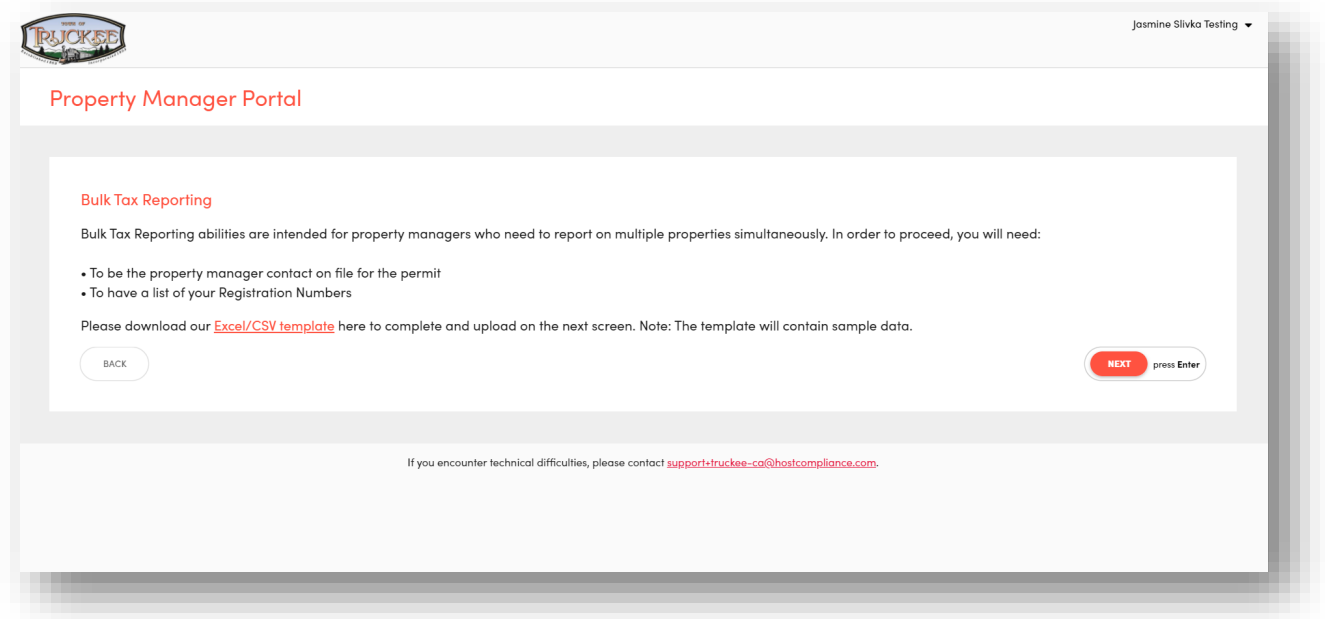 TOWN OF
TRUCKEE
Jasmine Slivka Testing
Property Manager Portal
Bulk Tax Reporting
Bulk Tax Reporting abilities are intended for property managers who need to report on multiple properties simultaneously. In order to proceed, you will need:
• To be the property manager contact on file for the permit
• To have a list of your Registration Numbers
Please download our Excel/CSV template here to complete and upload on the next screen. Note: The template will contain sample data.
BACK
NEXT press Enter
If you encounter technical difficulties, please contact support+truckee-ca@hostcompliance.com.